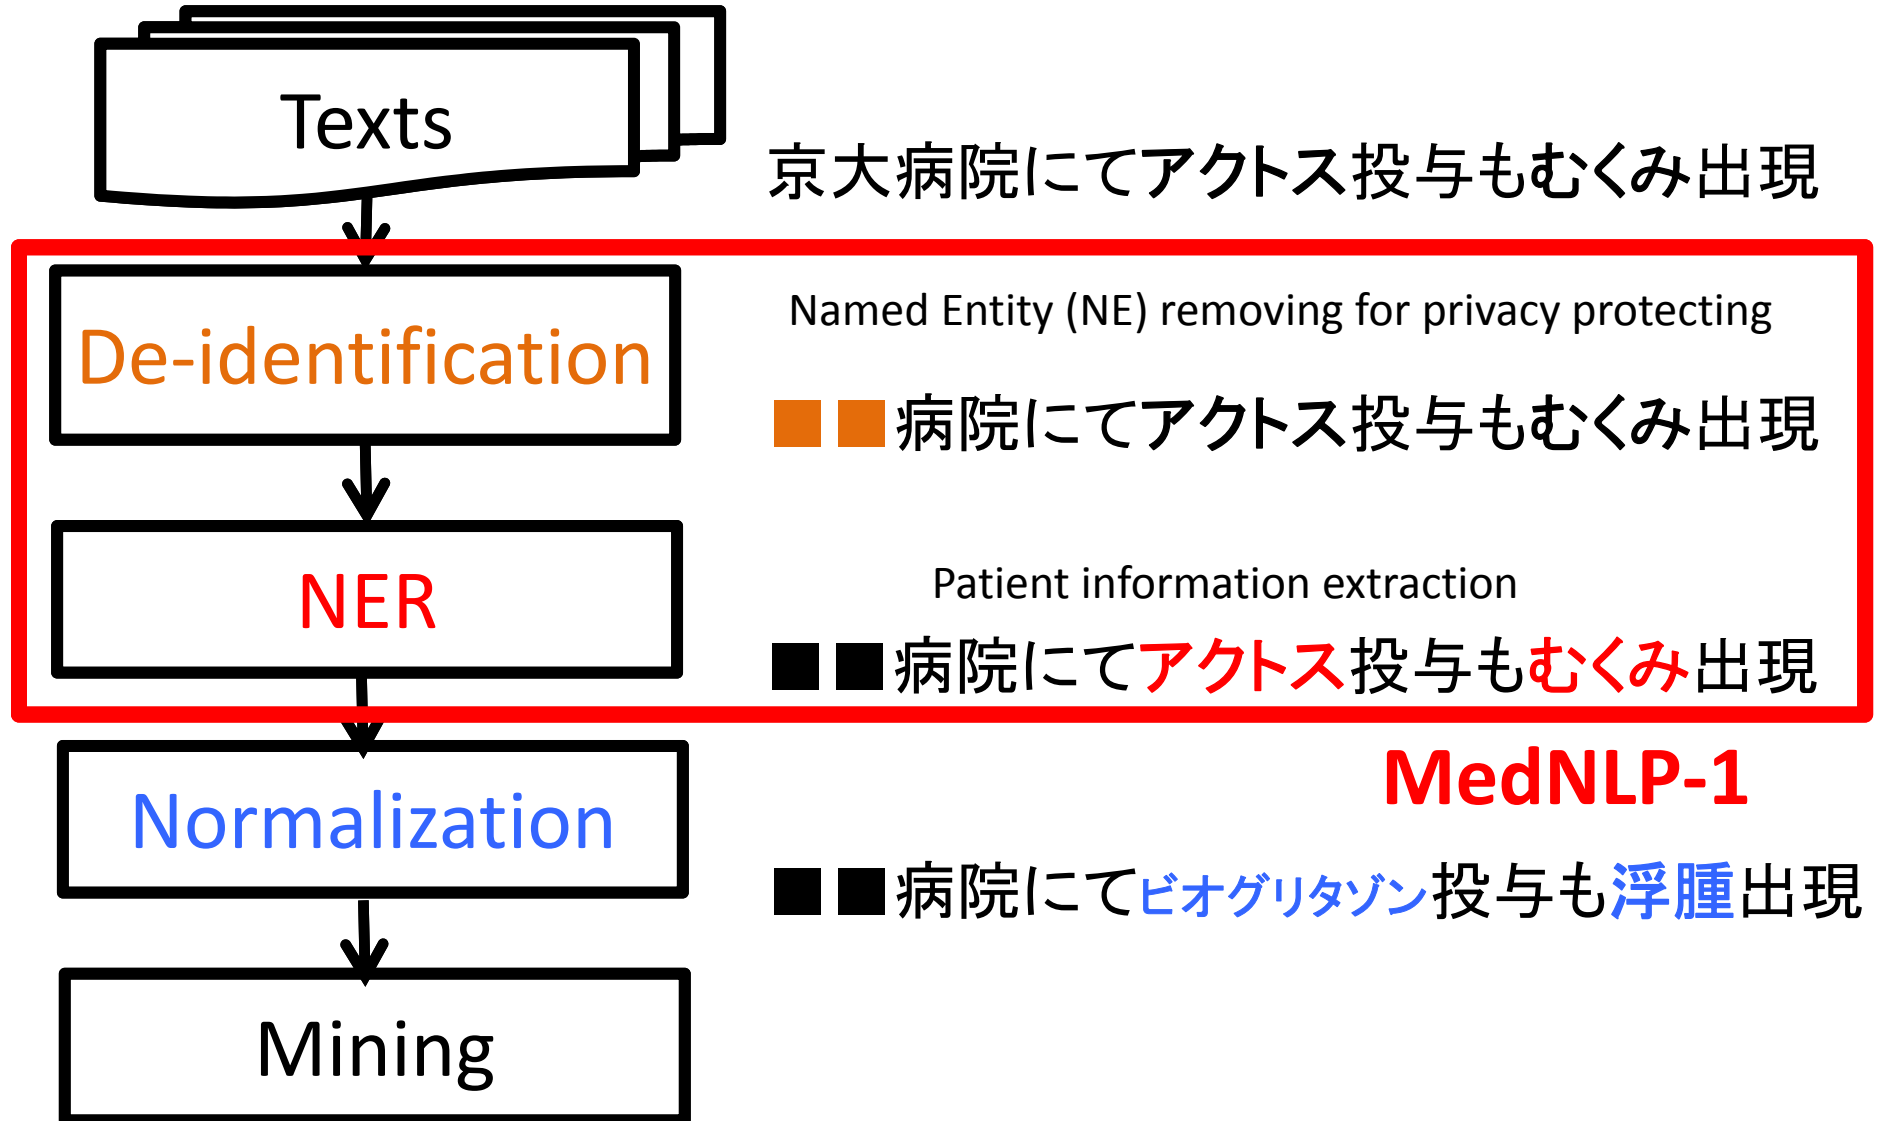 Texts
京大病院にてアクトス投与もむくみ出現
De-identification
Named Entity (NE) removing for privacy protecting
■■病院にてアクトス投与もむくみ出現
NER
Patient information extraction
■■病院にてアクトス投与もむくみ出現
MedNLP-1
Normalization
■■病院にてビオグリタゾン投与も浮腫出現
Mining